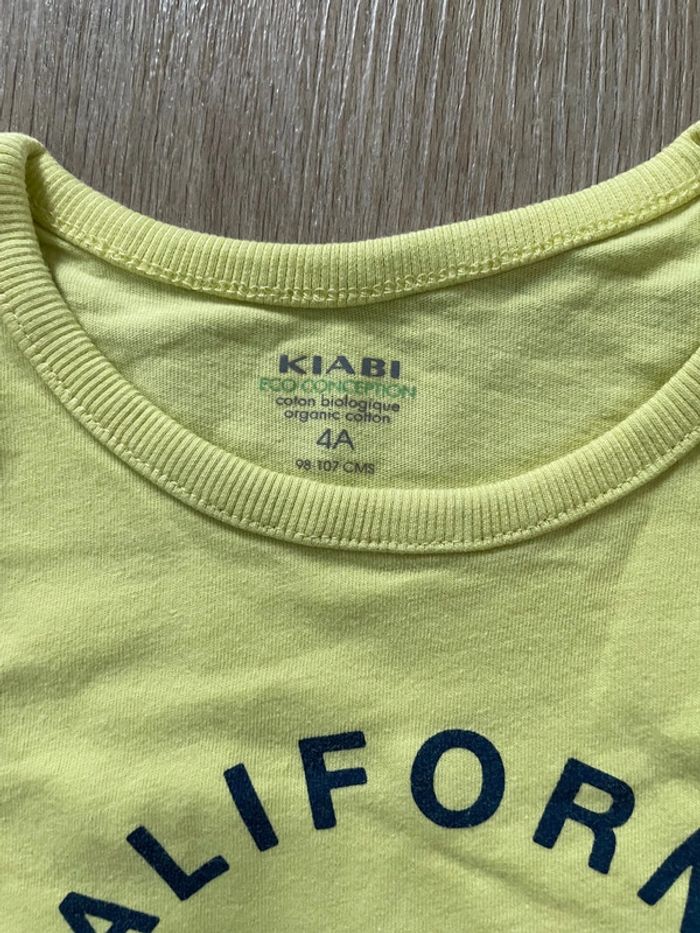 KIABI
ECO CONCEPTION
coton biologique
organic cotton
4A
98-107 CMS
ALIFORN